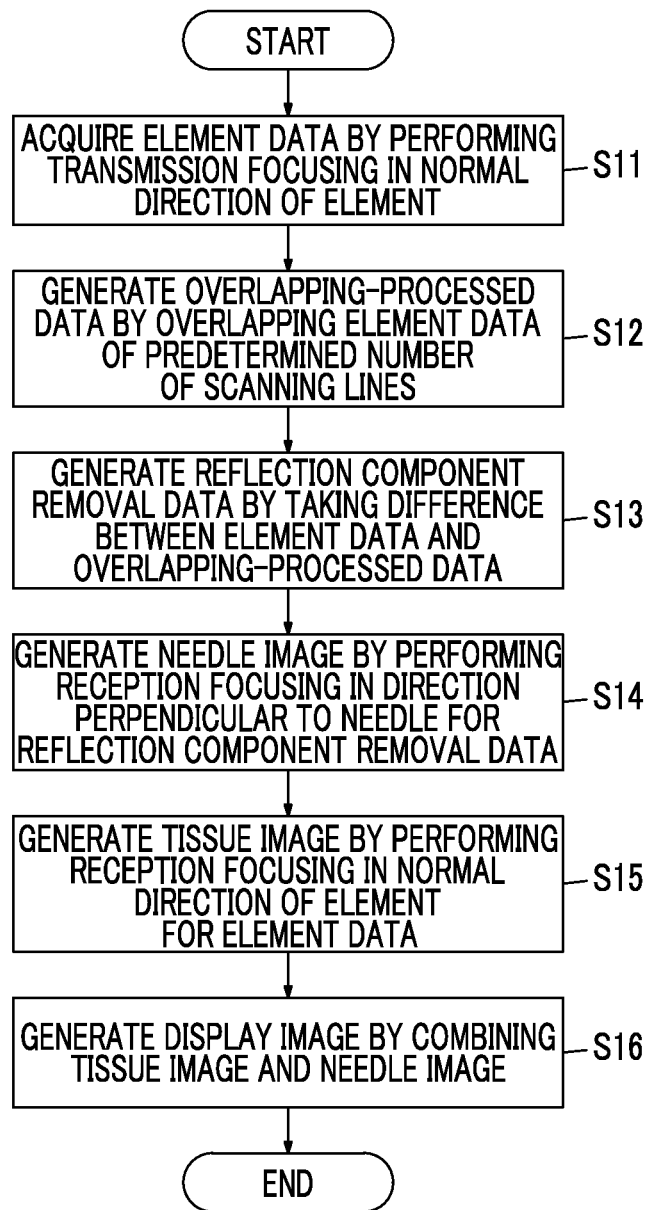 START
ACQUIRE ELEMENT DATA BY PERFORMING
TRANSMISSION FOCUSING IN NORMAL
DIRECTION OF ELEMENT
S11
GENERATE OVERLAPPING-PROCESSED
DATA BY OVERLAPPING ELEMENT DATA
OF PREDETERMINED NUMBER
OF SCANNING LINES
S12
GENERATE REFLECTION COMPONENT
REMOVAL DATA BY TAKING DIFFERENCE
BETWEEN ELEMENT DATA AND
OVERLAPPING-PROCESSED DATA
S13
GENERATE NEEDLE IMAGE BY PERFORMING
RECEPTION FOCUSING IN DIRECTION
PERPENDICULAR TO NEEDLE FOR
REFLECTION COMPONENT REMOVAL DATA
S14
GENERATE TISSUE IMAGE BY PERFORMING
RECEPTION FOCUSING IN NORMAL
DIRECTION OF ELEMENT
FOR ELEMENT DATA
S15
GENERATE DISPLAY IMAGE BY COMBINING
TISSUE IMAGE AND NEEDLE IMAGE
S16
END